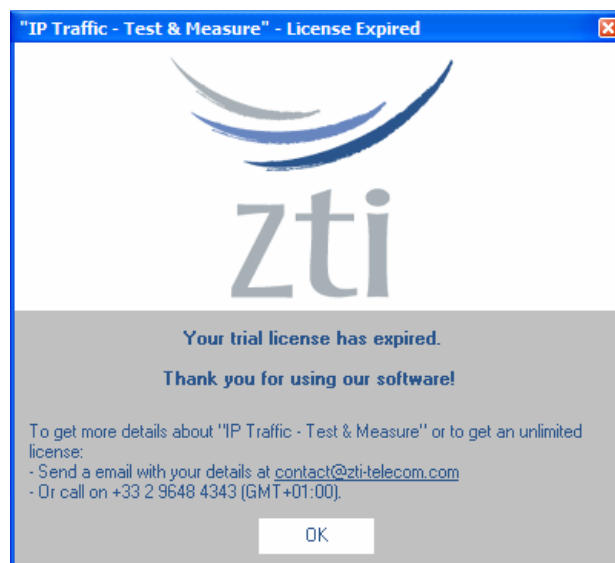 "IP Traffic - Test & Measure" - License Expired
zti
Your trial license has expired.
Thank you for using our software!
To get more details about "IP Traffic - Test & Measure" or to get an unlimited
license:
- Send a email with your details at contact@zti-telecom.com
- Or call on +33 2 9648 4343 (GMT+01:00).
OK